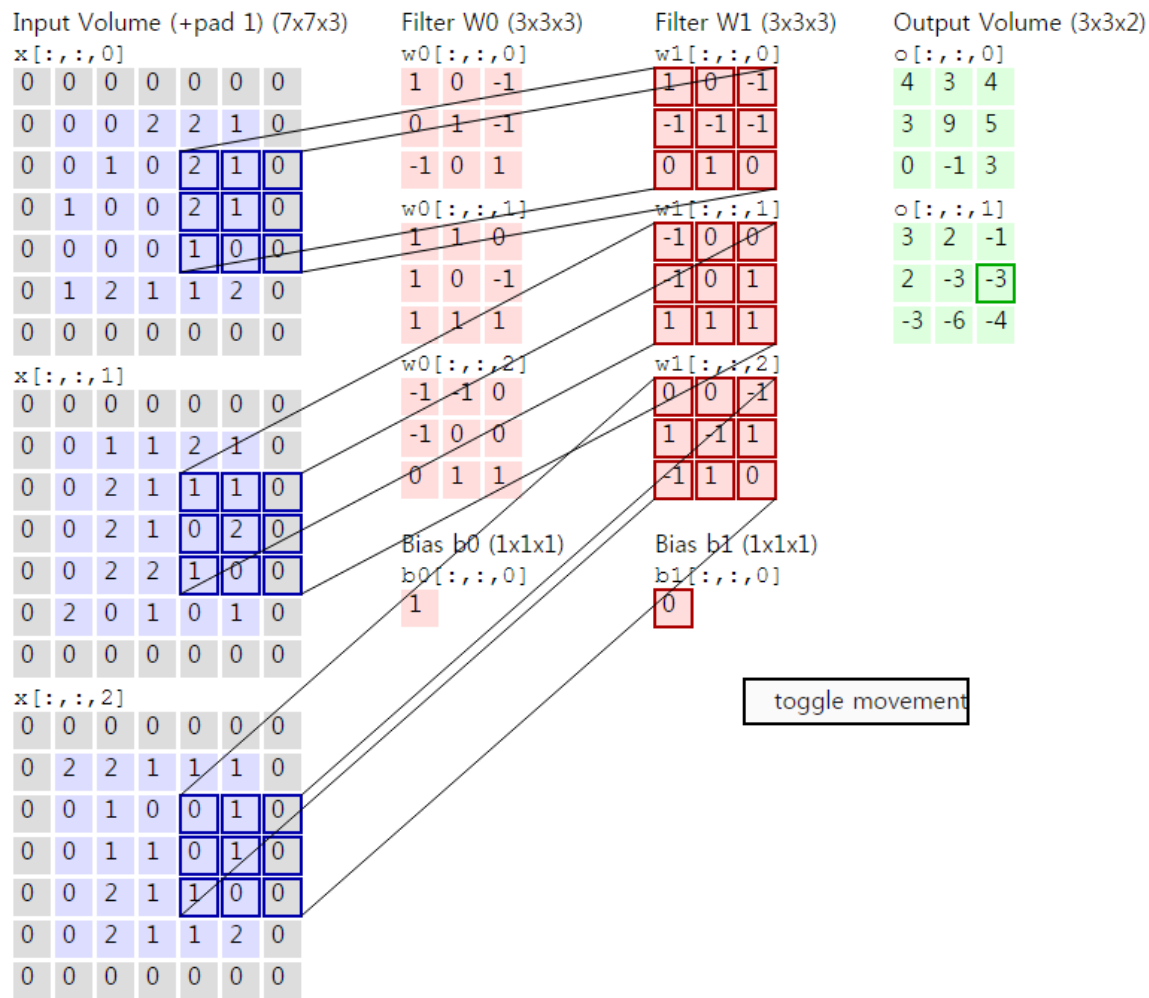 Input Volume (+pad 1) (7x7x3)
x[:,:,0]
0 0 0 0 0 0 0
0 0 0 2 2 1 0
0 0 1 0 2 1 0
0 1 0 0 2 1 0
0 0 0 0 1 0 0
0 1 2 1 1 2 0
0 0 0 0 0 0 0
x[:,:,1]
0 0 0 0 0 0 0
0 0 1 1 2 1 0
0 0 2 1 1 1 0
0 0 2 1 0 2 0
0 0 2 2 1 0 0
0 2 0 1 0 1 0
0 0 0 0 0 0 0
x[:,:,2]
0 0 0 0 0 0 0
0 2 2 1 1 1 0
0 0 1 0 0 1 0
0 0 1 1 0 1 0
0 0 2 1 1 0 0
0 0 2 1 1 2 0
0 0 0 0 0 0 0
Filter W0 (3x3x3)
w0[:,:,0]
1 0 -1
0 1 -1
-1 0 1
w0[:,:,1]
1 1 0
1 0 -1
1 1 1
w0[:,:,2]
-1 -1 0
-1 0 0
0 1 1
Bias b0 (1x1x1)
b0[:,:,0]
1
Filter W1 (3x3x3)
w1[:,:,0]
1 0 -1
-1 -1 -1
0 1 0
w1[:,:,1]
-1 0 0
-1 0 1
1 1 1
w1[:,:,2]
0 0 -1
1 -1 1
-1 1 0
Bias b1 (1x1x1)
b1[:,:,0]
0
Output Volume (3x3x2)
o[:,:,0]
4 3 4
3 9 5
0 -1 3
o[:,:,1]
3 2 -1
2 -3 -3
-3 -6 -4
toggle movement